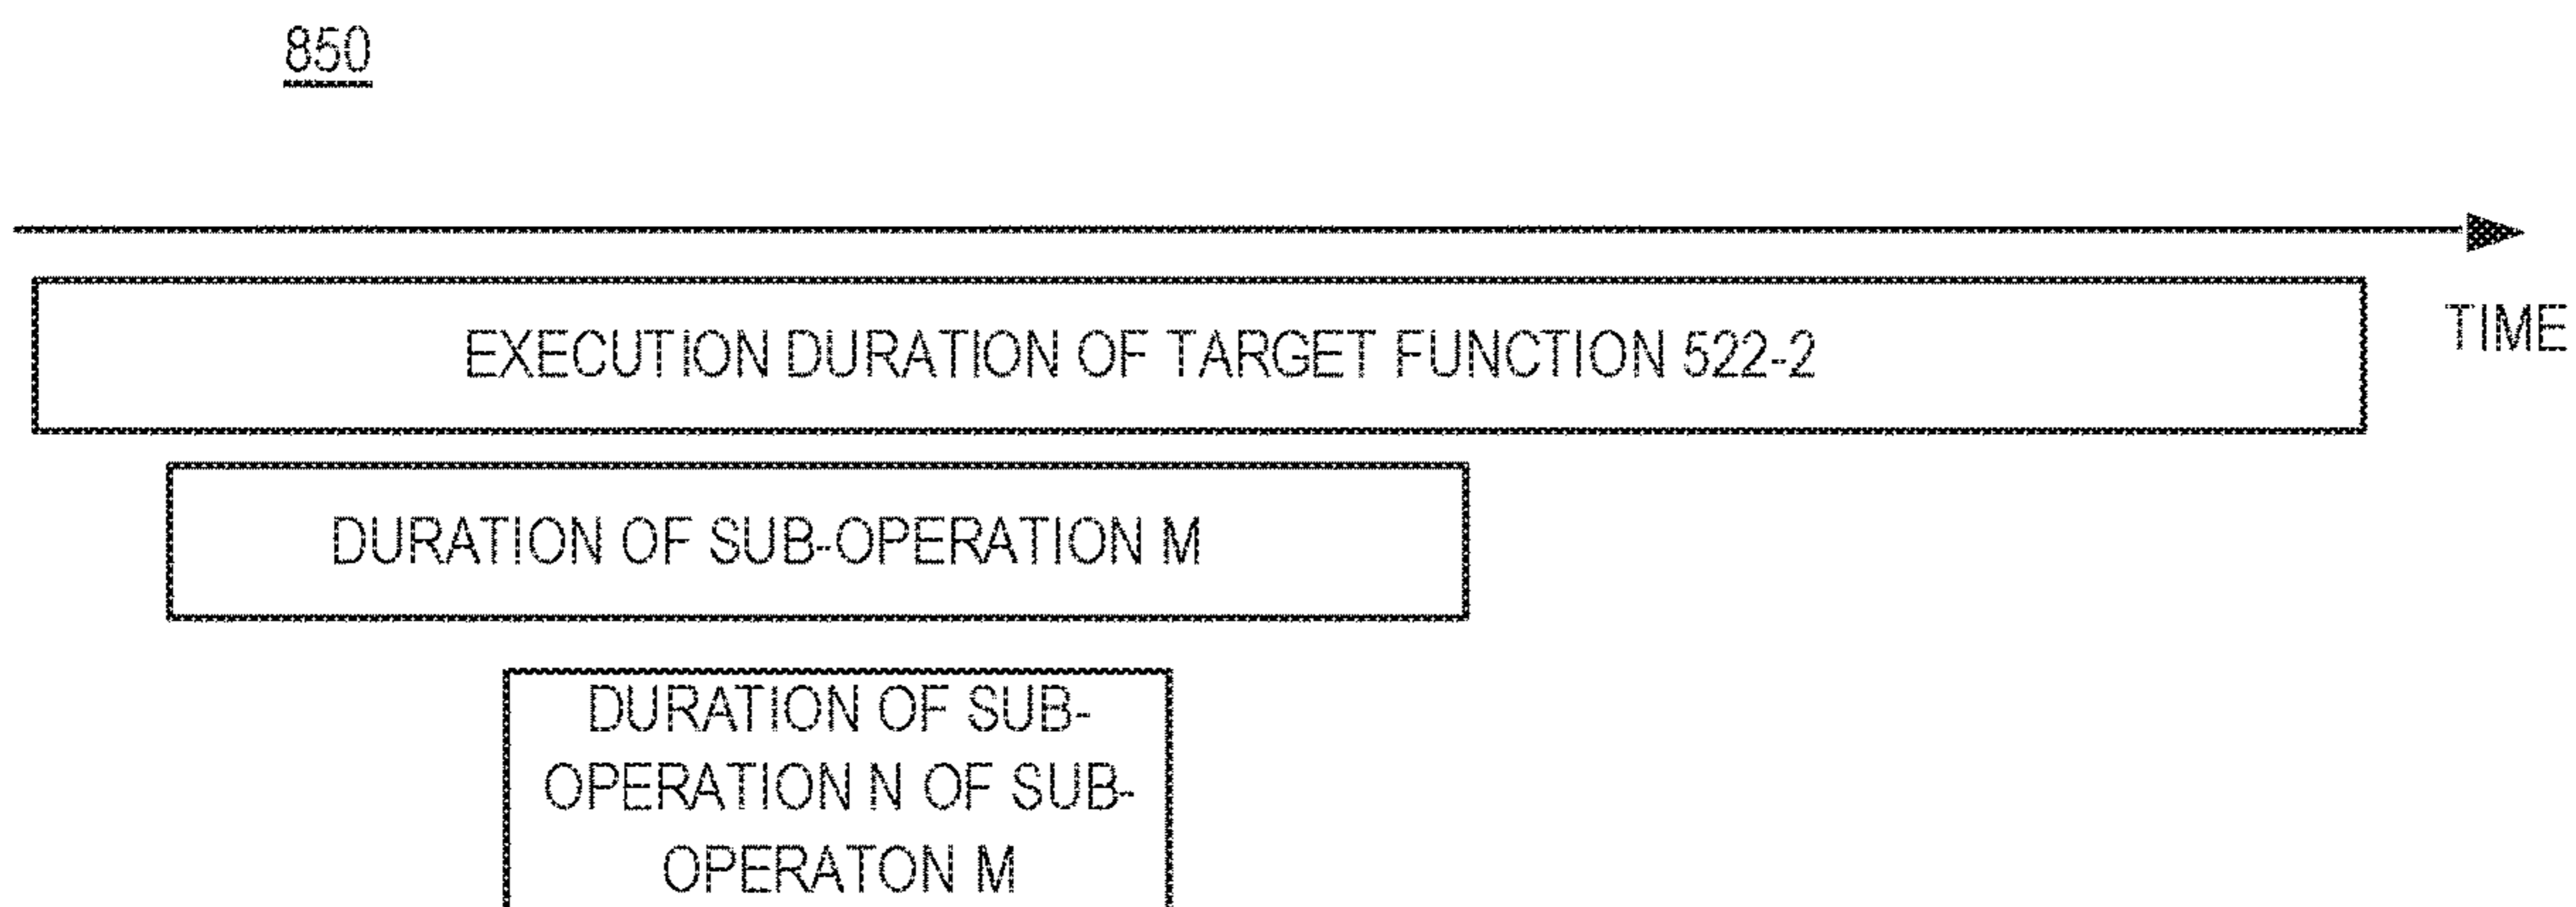 850
EXECUTION DURATION OF TARGET FUNCTION 522-2
TIME
DURATION OF SUB-OPERATION M
DURATION OF SUB-
OPERATION N OF SUB-
OPERATON M